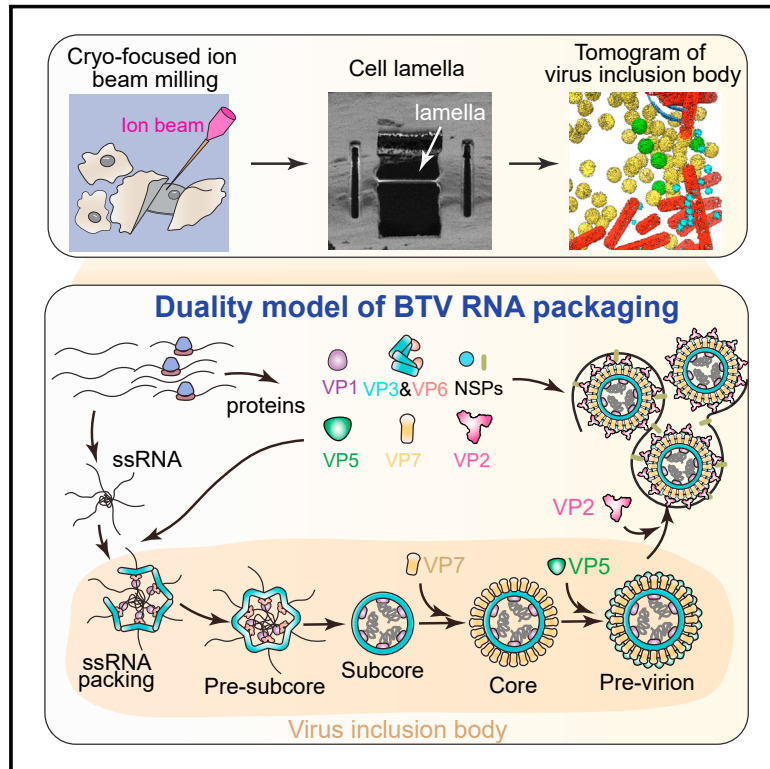 Cryo-focused ion
beam milling
Cell lamella
Tomogram of
virus inclusion body
Ion beam
lamella
Duality model of BTV RNA packaging
proteins
VP1
VP3&VP6
NSPs
VP5
VP7
VP2
ssRNA
VP2
VP7
VP5
ssRNA
packing
Pre-subcore
Subcore
Core
Pre-virion
Virus inclusion body